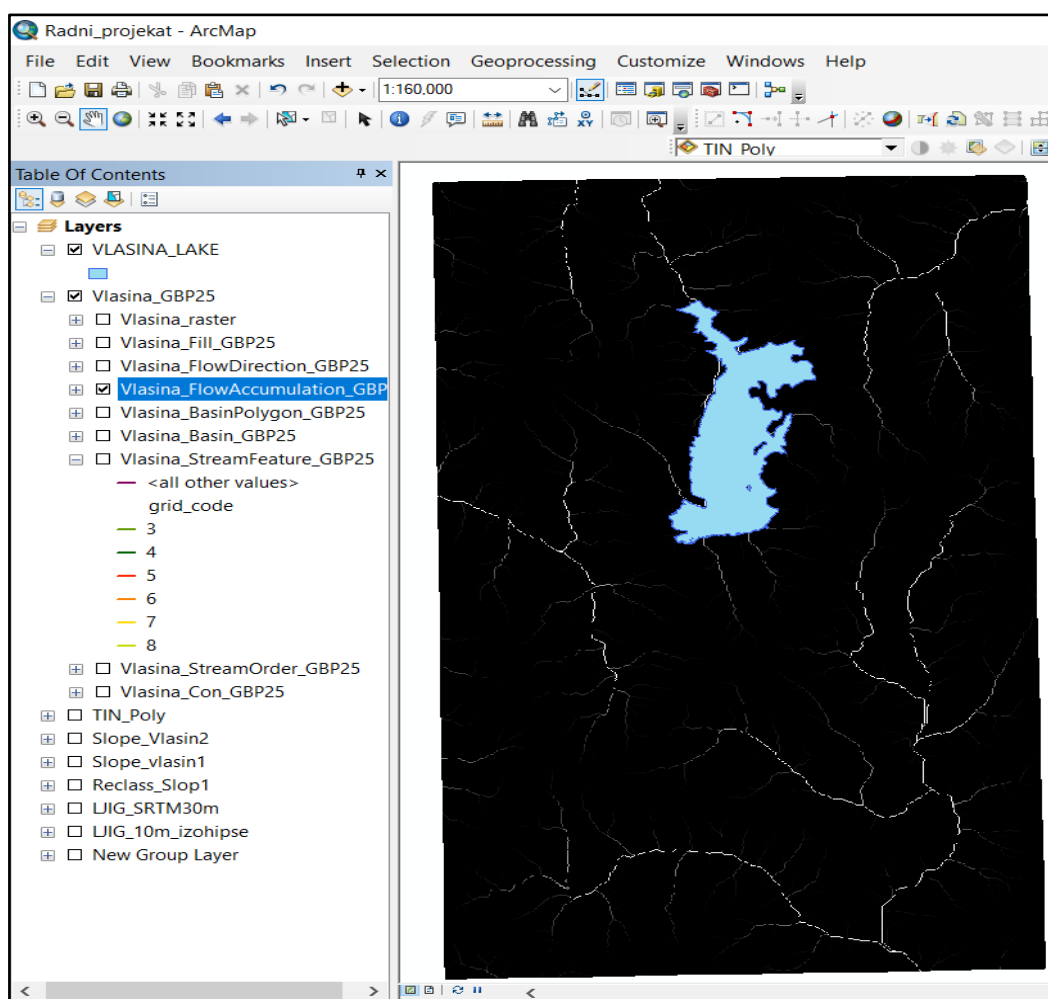 Radni_projekat - ArcMap
File Edit View Bookmarks Insert Selection Geoprocessing Customize Windows Help
1:160,000
TIN_Poly
Table Of Contents
Layers
VLASINA_LAKE
Vlasina_GBP25
Vlasina_raster
Vlasina_Fill_GBP25
Vlasina_FlowDirection_GBP25
Vlasina_FlowAccumulation_GBP
Vlasina_BasinPolygon_GBP25
Vlasina_Basin_GBP25
Vlasina_StreamFeature_GBP25
<all other values>
grid_code
3
4
5
6
7
8
Vlasina_StreamOrder_GBP25
Vlasina_Con_GBP25
TIN_Poly
Slope_Vlasin2
Slope_vlasin1
Reclass_Slop1
LJIG_SRTM30m
LJIG_10m_izohipse
New Group Layer